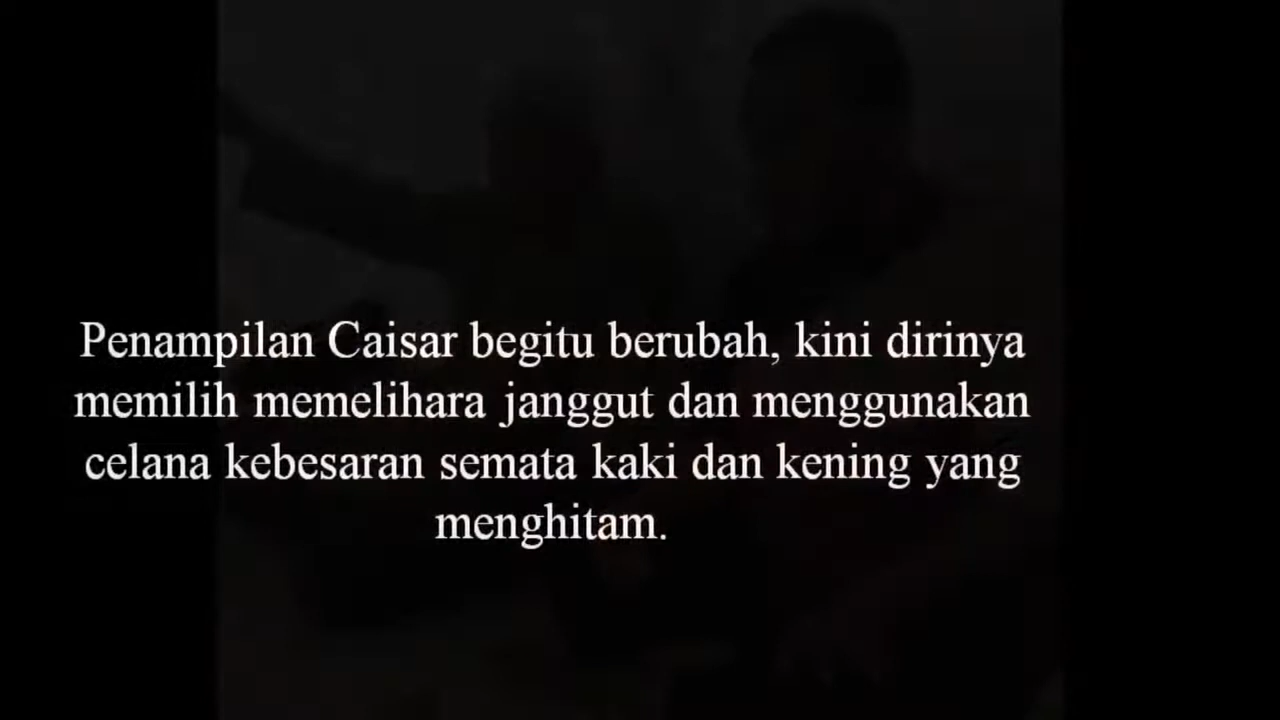 Penampilan Caisar begitu berubah, kini dirinya
memilih memelihara janggut dan menggunakan
celana kebesaran semata kaki dan kening yang
menghitam.